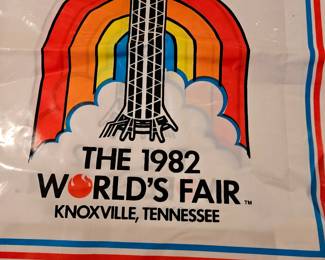 THE 1982
WORLD'S FAIR™
KNOXVILLE, TENNESSEE